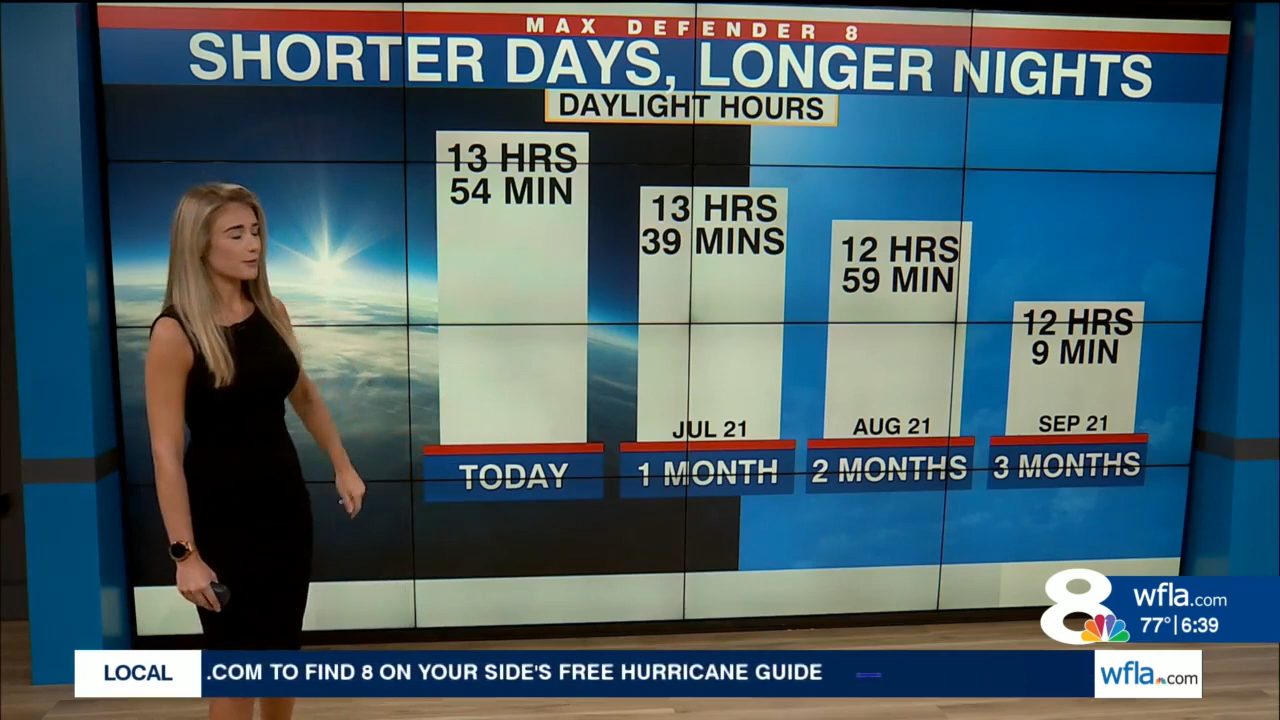 MAX DEFENDER 8
SHORTER DAYS, LONGER NIGHTS
DAYLIGHT HOURS
13 HRS
54 MIN
13 HRS
39 MINS
12 HRS
59 MIN
12 HRS
9 MIN
JUL 21
AUG 21
SEP 21
TODAY
1 MONTH
2 MONTHS
3 MONTHS
8
wfla.com
77° | 6:39
LOCAL
.COM TO FIND 8 ON YOUR SIDE'S FREE HURRICANE GUIDE
wfla.com